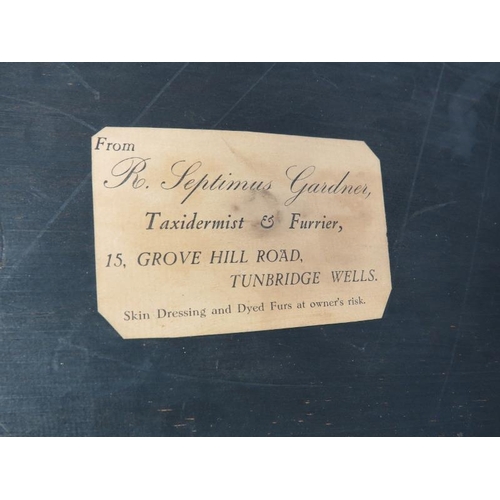 From
R. Septimus Gardner,
Taxidermist & Furrier,
15, GROVE HILL ROAD,
TUNBRIDGE WELLS.
Skin Dressing and Dyed Furs at owner's risk.